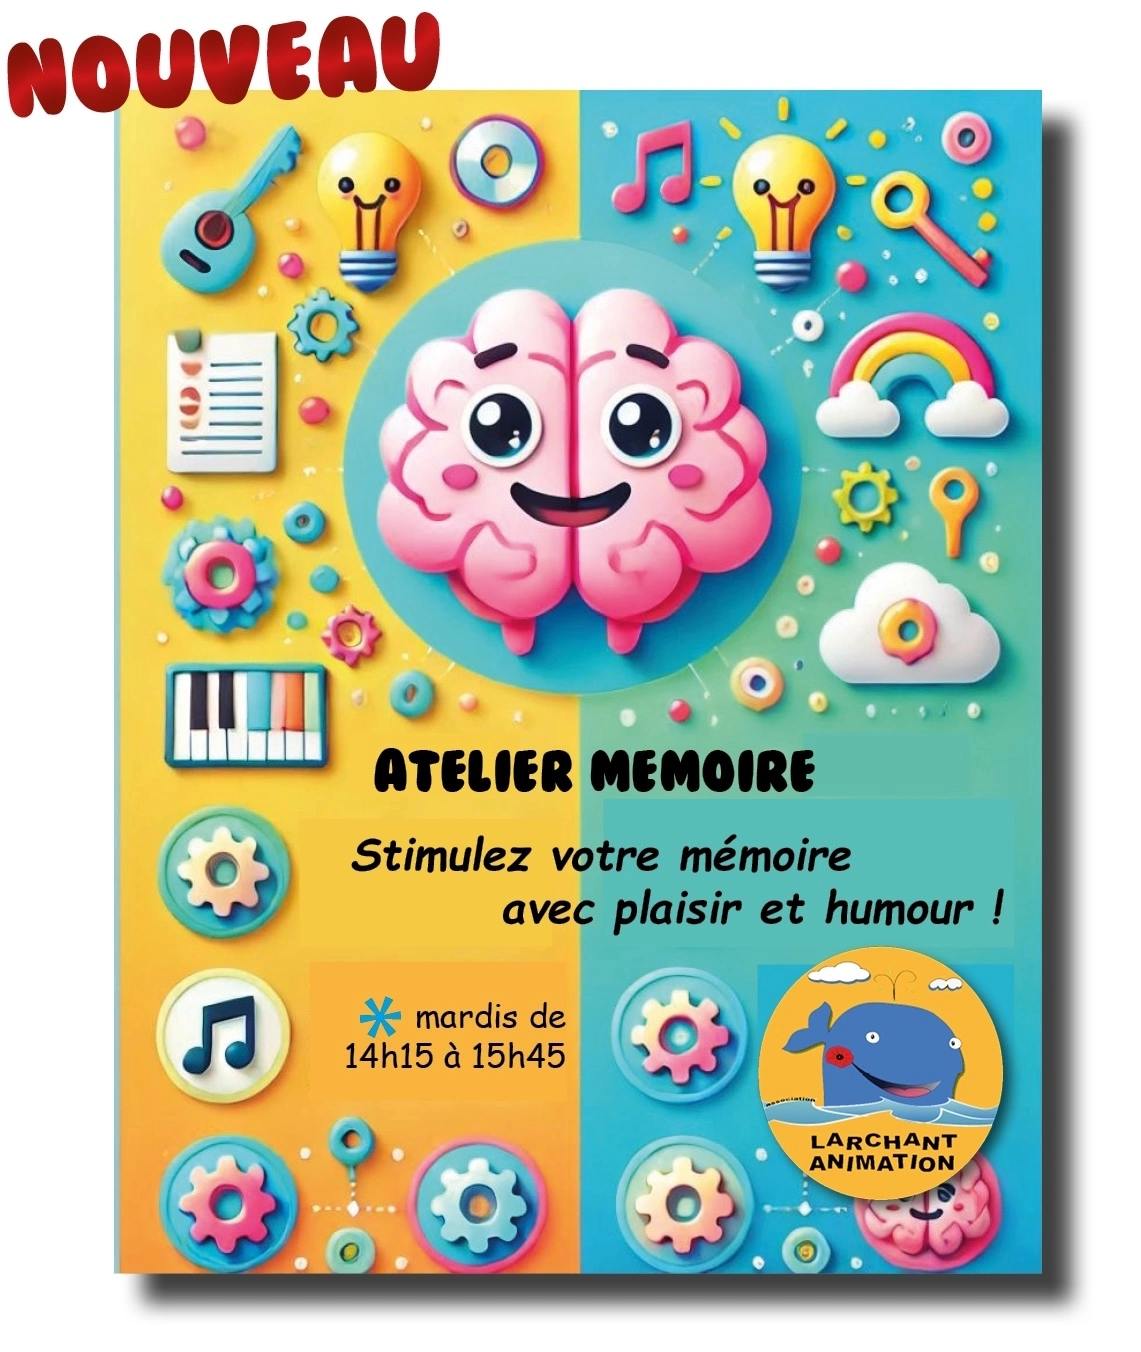 NOUVEAU
ATELIER MEMOIRE
Stimulez votre mémoire
avec plaisir et humour !
* mardis de
14h15 à 15h45
association
LARCHANT
ANIMATION